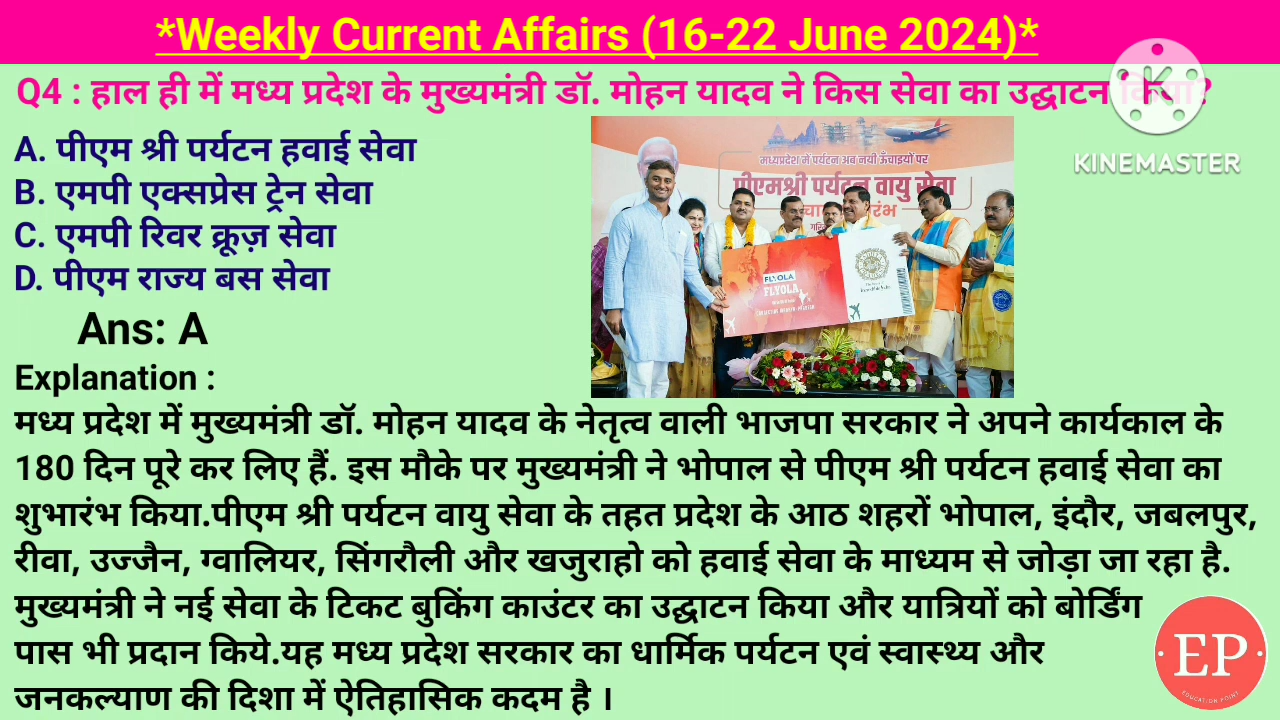 *Weekly Current Affairs (16-22 June 2024)*
Q4 : हाल ही में मध्य प्रदेश के मुख्यमंत्री डॉ. मोहन यादव ने किस सेवा का उद्घाटन किया?
KINEMASTER
A. पीएम श्री पर्यटन हवाई सेवा
B. एमपी एक्सप्रेस ट्रेन सेवा
C. एमपी रिवर क्रूज़ सेवा
D. पीएम राज्य बस सेवा
मध्यप्रदेश में पर्यटन अब नयी ऊँचाइयों पर
पीएमश्री पर्यटन वायु सेवा
FLYOLA
FLYOLA
Ans: A
Explanation :
मध्य प्रदेश में मुख्यमंत्री डॉ. मोहन यादव के नेतृत्व वाली भाजपा सरकार ने अपने कार्यकाल के
180 दिन पूरे कर लिए हैं. इस मौके पर मुख्यमंत्री ने भोपाल से पीएम श्री पर्यटन हवाई सेवा का
शुभारंभ किया.पीएम श्री पर्यटन वायु सेवा के तहत प्रदेश के आठ शहरों भोपाल, इंदौर, जबलपुर,
रीवा, उज्जैन, ग्वालियर, सिंगरौली और खजुराहो को हवाई सेवा के माध्यम से जोड़ा जा रहा है.
मुख्यमंत्री ने नई सेवा के टिकट बुकिंग काउंटर का उद्घाटन किया और यात्रियों को बोर्डिंग
पास भी प्रदान किये.यह मध्य प्रदेश सरकार का धार्मिक पर्यटन एवं स्वास्थ्य और
जनकल्याण की दिशा में ऐतिहासिक कदम है ।
EP
EDUCATION POINT